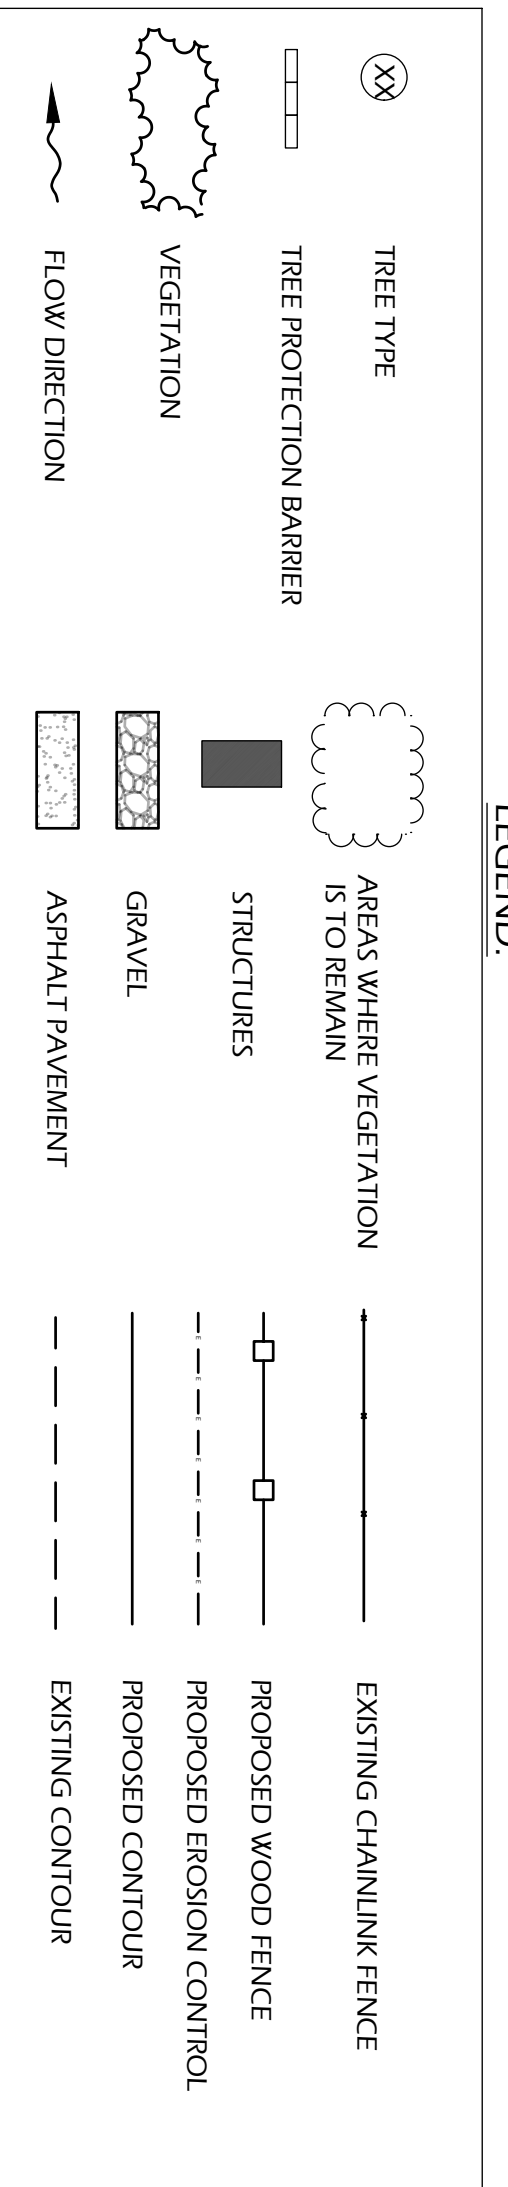 LEGEND:
XX
TREE TYPE
TREE PROTECTION BARRIER
VEGETATION
FLOW DIRECTION
AREAS WHERE VEGETATION
IS TO REMAIN
STRUCTURES
GRAVEL
ASPHALT PAVEMENT
EXISTING CHAINLINK FENCE
PROPOSED WOOD FENCE
E E E E E E E
PROPOSED EROSION CONTROL
PROPOSED CONTOUR
EXISTING CONTOUR